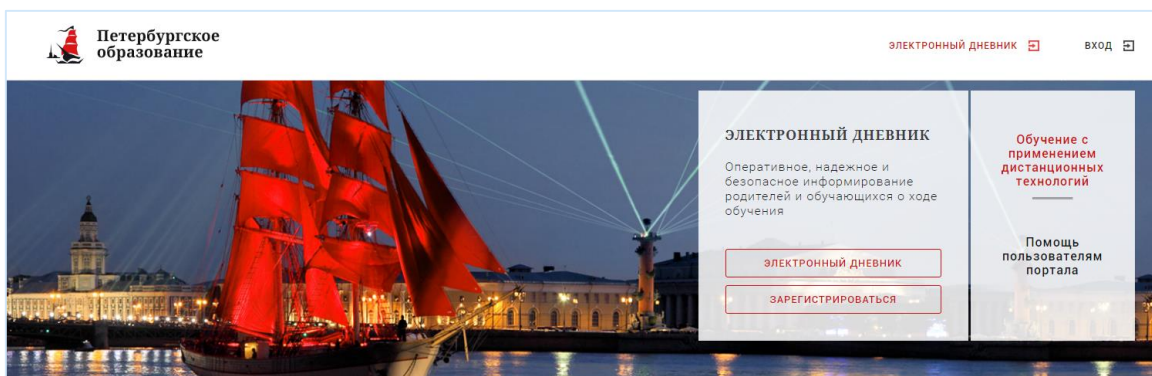 Петербургское
образование
ЭЛЕКТРОННЫЙ ДНЕВНИК
ВХОД
ЭЛЕКТРОННЫЙ ДНЕВНИК
Оперативное, надежное и
безопасное информирование
родителей и обучающихся о ходе
обучения
ЭЛЕКТРОННЫЙ ДНЕВНИК
ЗАРЕГИСТРИРОВАТЬСЯ
Обучение с
применением
дистанционных
технологий
Помощь
пользователям
портала